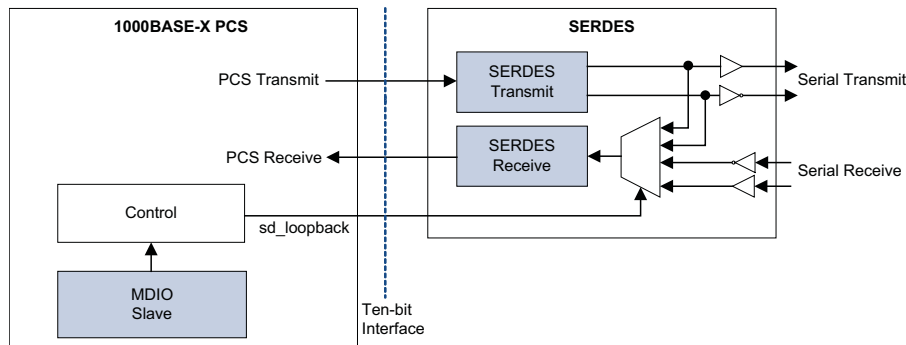 1000BASE-X PCS
SERDES
PCS Transmit
SERDES
Transmit
Serial Transmit
PCS Receive
SERDES
Receive
Serial Receive
Control
sd_loopback
MDIO
Slave
Ten-bit
Interface